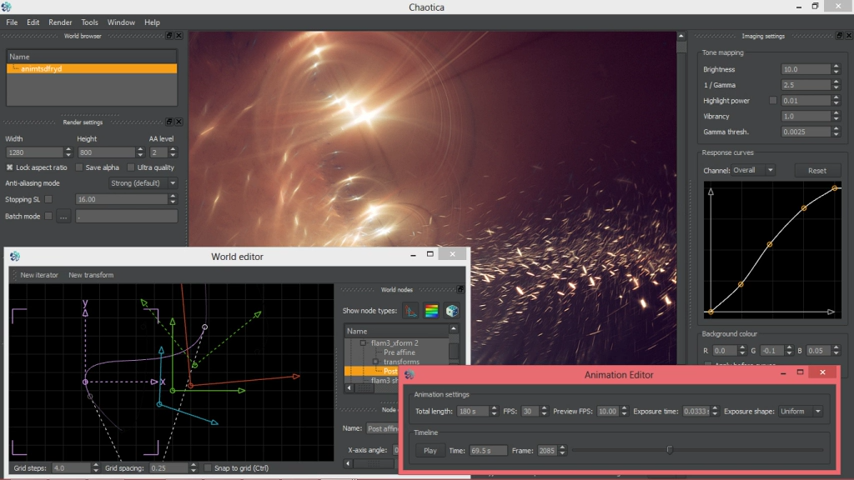 Chaotica
File Edit Render Tools Window Help
World browser
Name
animtsdfryd
Render settings
Width Height AA level
1280 800 2
Lock aspect ratio Save alpha Ultra quality
Anti-aliasing mode Strong (default)
Stopping SL 16.00
Batch mode ...
Imaging settings
Tone mapping
Brightness 10.0
1 / Gamma 2.5
Highlight power 0.01
Vibrancy 1.0
Gamma thresh. 0.0025
Response curves
Channel: Overall Reset
Background colour
R 0.0 G -0.1 B 0.05
World editor
New iterator New transform
y
x
World nodes
Show node types:
Name
flam3_xform 2
Pre affine
transforms
Post
flam3 sh
Node
Name: Post affin
X-axis angle:
Grid steps: 4.0 Grid spacing: 0.25 Snap to grid (Ctrl)
Animation Editor
Animation settings
Total length: 180 s FPS: 30 Preview FPS: 10.00 Exposure time: 0.0333 Exposure shape: Uniform
Timeline
Play Time: 69.5 s Frame: 2085